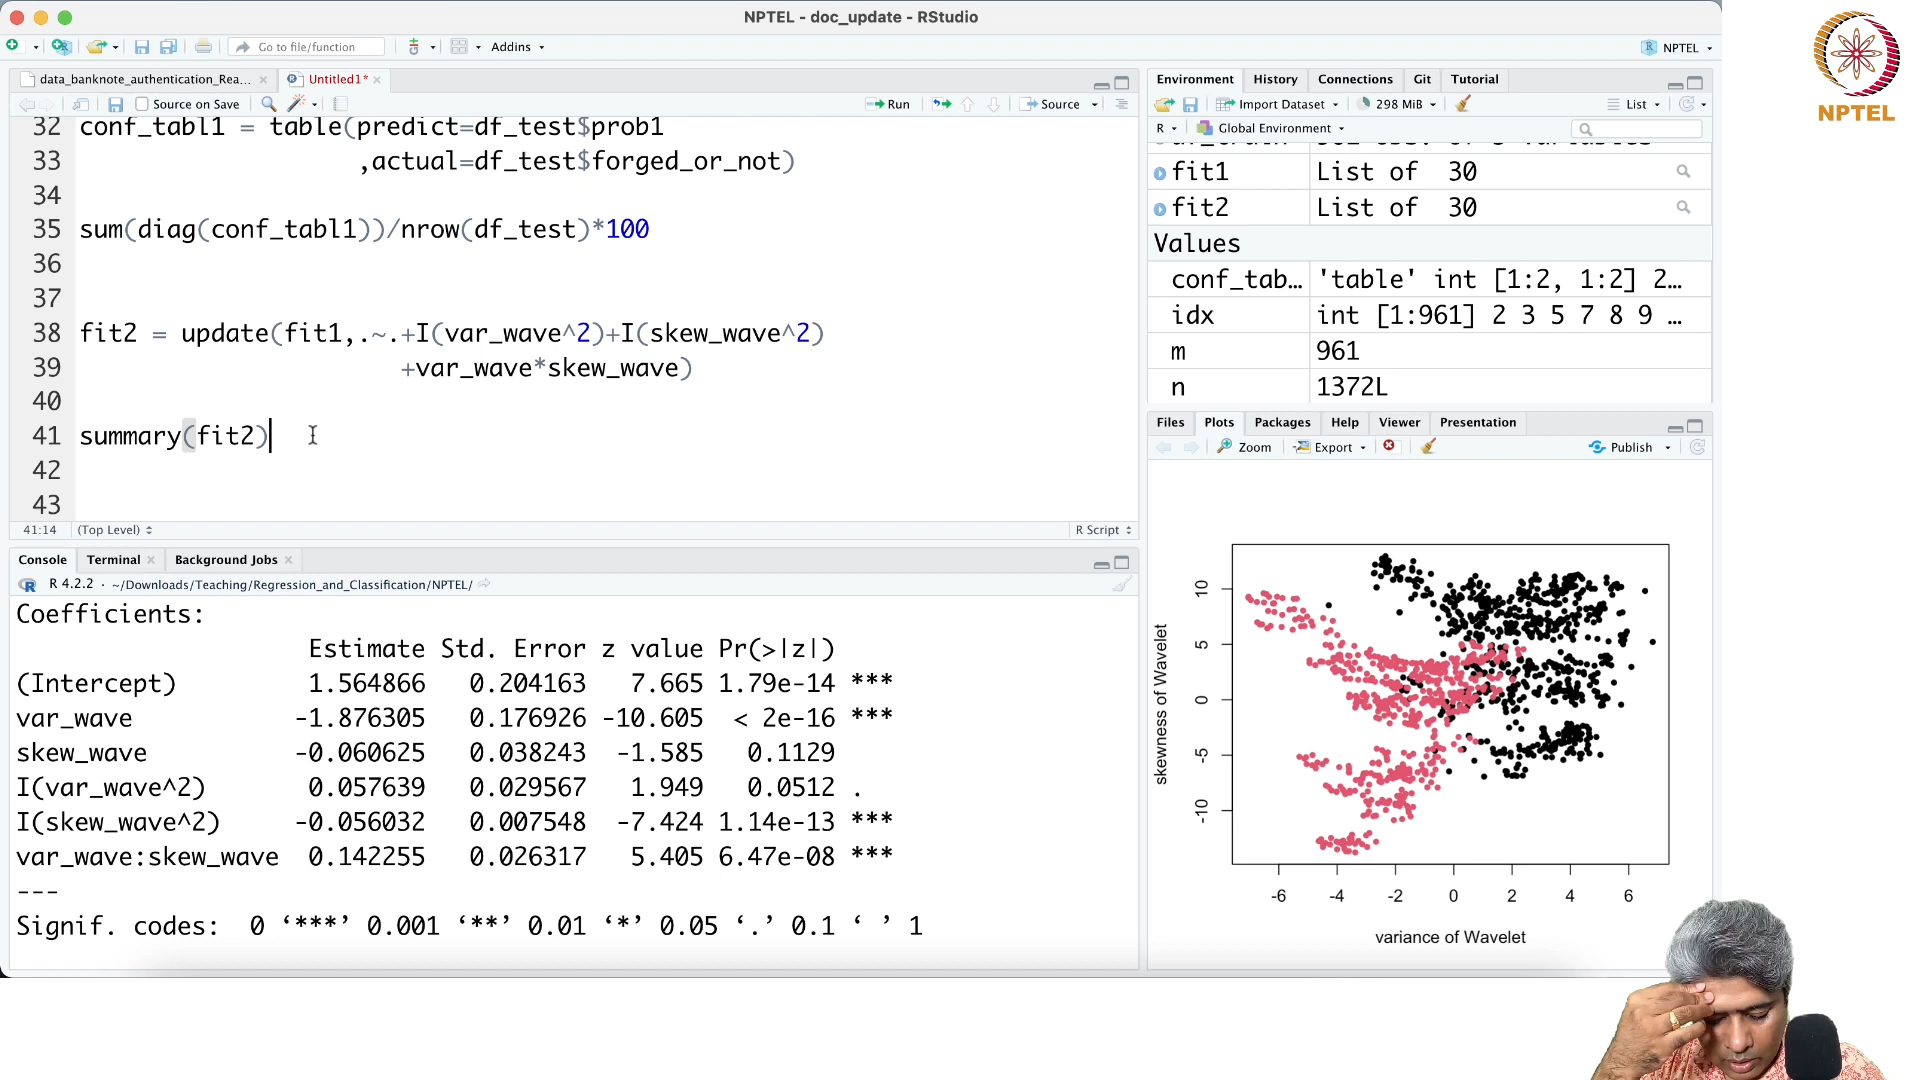 NPTEL - doc_update - RStudio
Go to file/function
Addins
NPTEL
data_banknote_authentication_Rea...
Untitled1*
Source on Save
Run
Source
32 conf_tabl1 = table(predict=df_test$prob1
33 ,actual=df_test$forged_or_not)
34
35 sum(diag(conf_tabl1))/nrow(df_test)*100
36
37
38 fit2 = update(fit1,.~.+I(var_wave^2)+I(skew_wave^2)
39 +var_wave*skew_wave)
40
41 summary(fit2)
42
43
41:14 (Top Level)
R Script
Console Terminal Background Jobs
R 4.2.2 · ~/Downloads/Teaching/Regression_and_Classification/NPTEL/
Coefficients:
Estimate Std. Error z value Pr(>|z|)
(Intercept) 1.564866 0.204163 7.665 1.79e-14 ***
var_wave -1.876305 0.176926 -10.605 < 2e-16 ***
skew_wave -0.060625 0.038243 -1.585 0.1129
I(var_wave^2) 0.057639 0.029567 1.949 0.0512 .
I(skew_wave^2) -0.056032 0.007548 -7.424 1.14e-13 ***
var_wave:skew_wave 0.142255 0.026317 5.405 6.47e-08 ***
---
Signif. codes: 0 ‘***’ 0.001 ‘**’ 0.01 ‘*’ 0.05 ‘.’ 0.1 ‘ ’ 1
Environment History Connections Git Tutorial
Import Dataset
298 MiB
List
R
Global Environment
fit1 List of 30
fit2 List of 30
Values
conf_tab... 'table' int [1:2, 1:2] 2...
idx int [1:961] 2 3 5 7 8 9 ...
m 961
n 1372L
Files Plots Packages Help Viewer Presentation
Zoom
Export
Publish
skewness of Wavelet
10
5
0
-5
-10
-6 -4 -2 0 2 4 6
variance of Wavelet
NPTEL